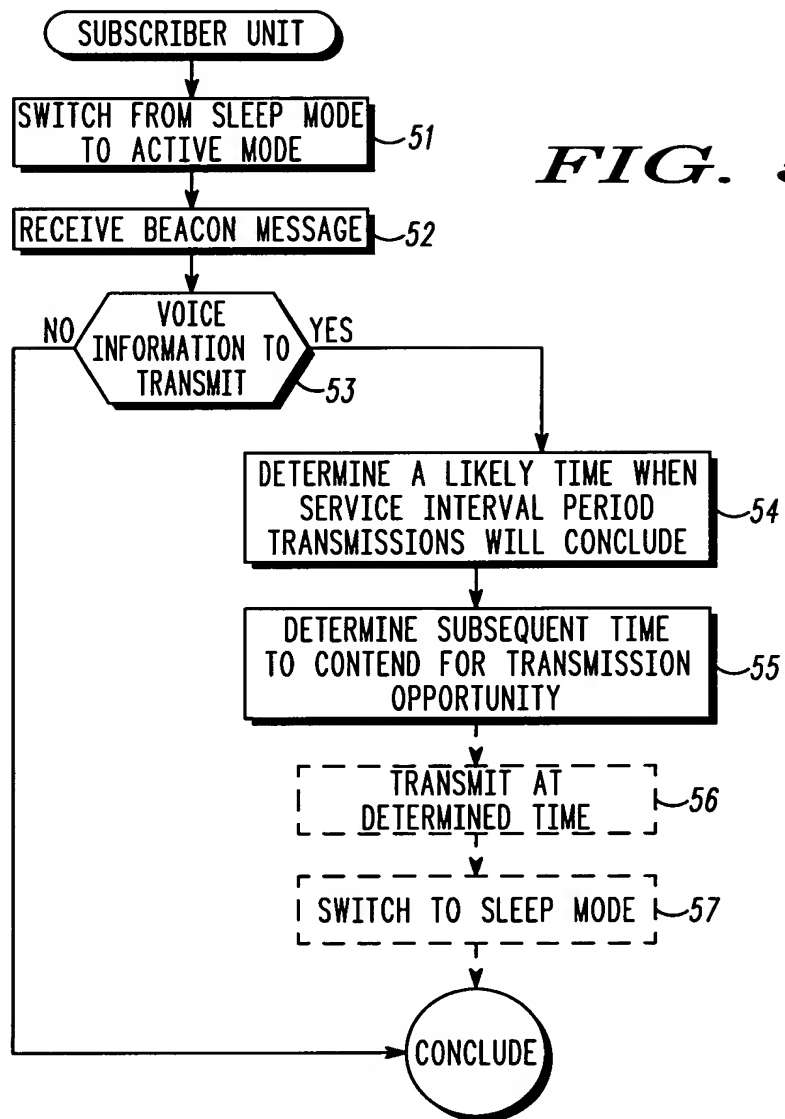 SUBSCRIBER UNIT
SWITCH FROM SLEEP MODE
TO ACTIVE MODE
51
FIG.
RECEIVE BEACON MESSAGE
52
VOICE
INFORMATION TO
TRANSMIT
NO
YES
53
DETERMINE A LIKELY TIME WHEN
SERVICE INTERVAL PERIOD
TRANSMISSIONS WILL CONCLUDE
54
DETERMINE SUBSEQUENT TIME
TO CONTEND FOR TRANSMISSION
OPPORTUNITY
55
TRANSMIT AT
DETERMINED TIME
56
SWITCH TO SLEEP MODE
57
CONCLUDE